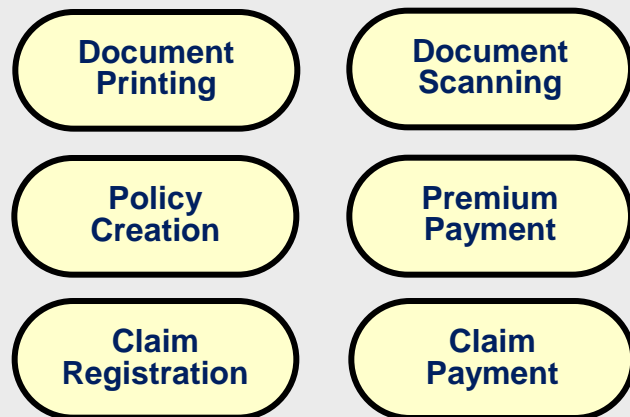 Document
Printing
Document
Scanning
Policy
Creation
Premium
Payment
Claim
Registration
Claim
Payment